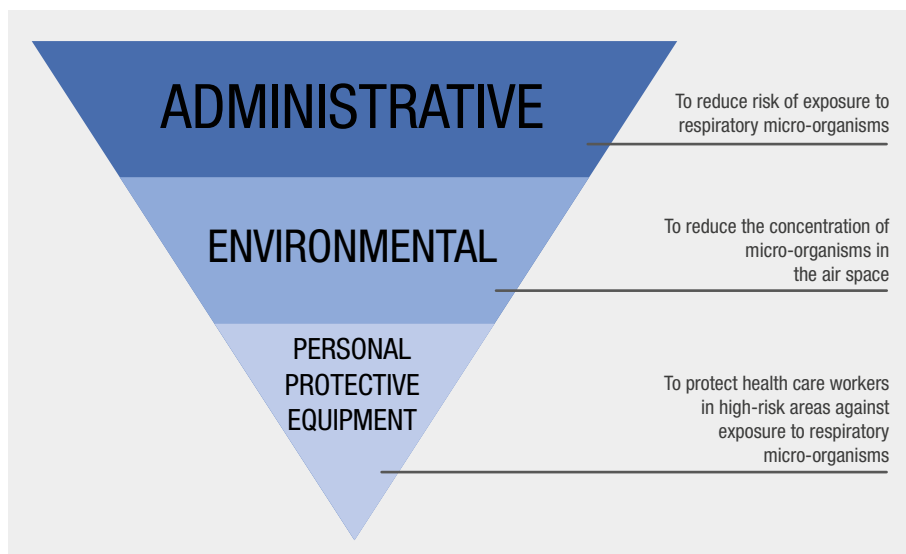 ADMINISTRATIVE
To reduce risk of exposure to
respiratory micro-organisms
ENVIRONMENTAL
To reduce the concentration of
micro-organisms in
the air space
PERSONAL
PROTECTIVE
EQUIPMENT
To protect health care workers
in high-risk areas against
exposure to respiratory
micro-organisms